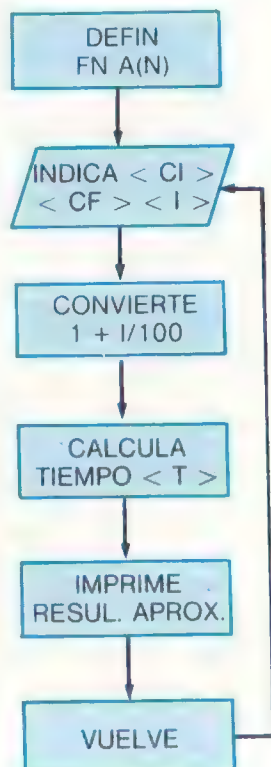 DEFIN
FN A(N)
INDICA < CI >
< CF > < I >
CONVIERTE
1 + I/100
CALCULA
TIEMPO < T >
IMPRIME
RESUL. APROX.
VUELVE